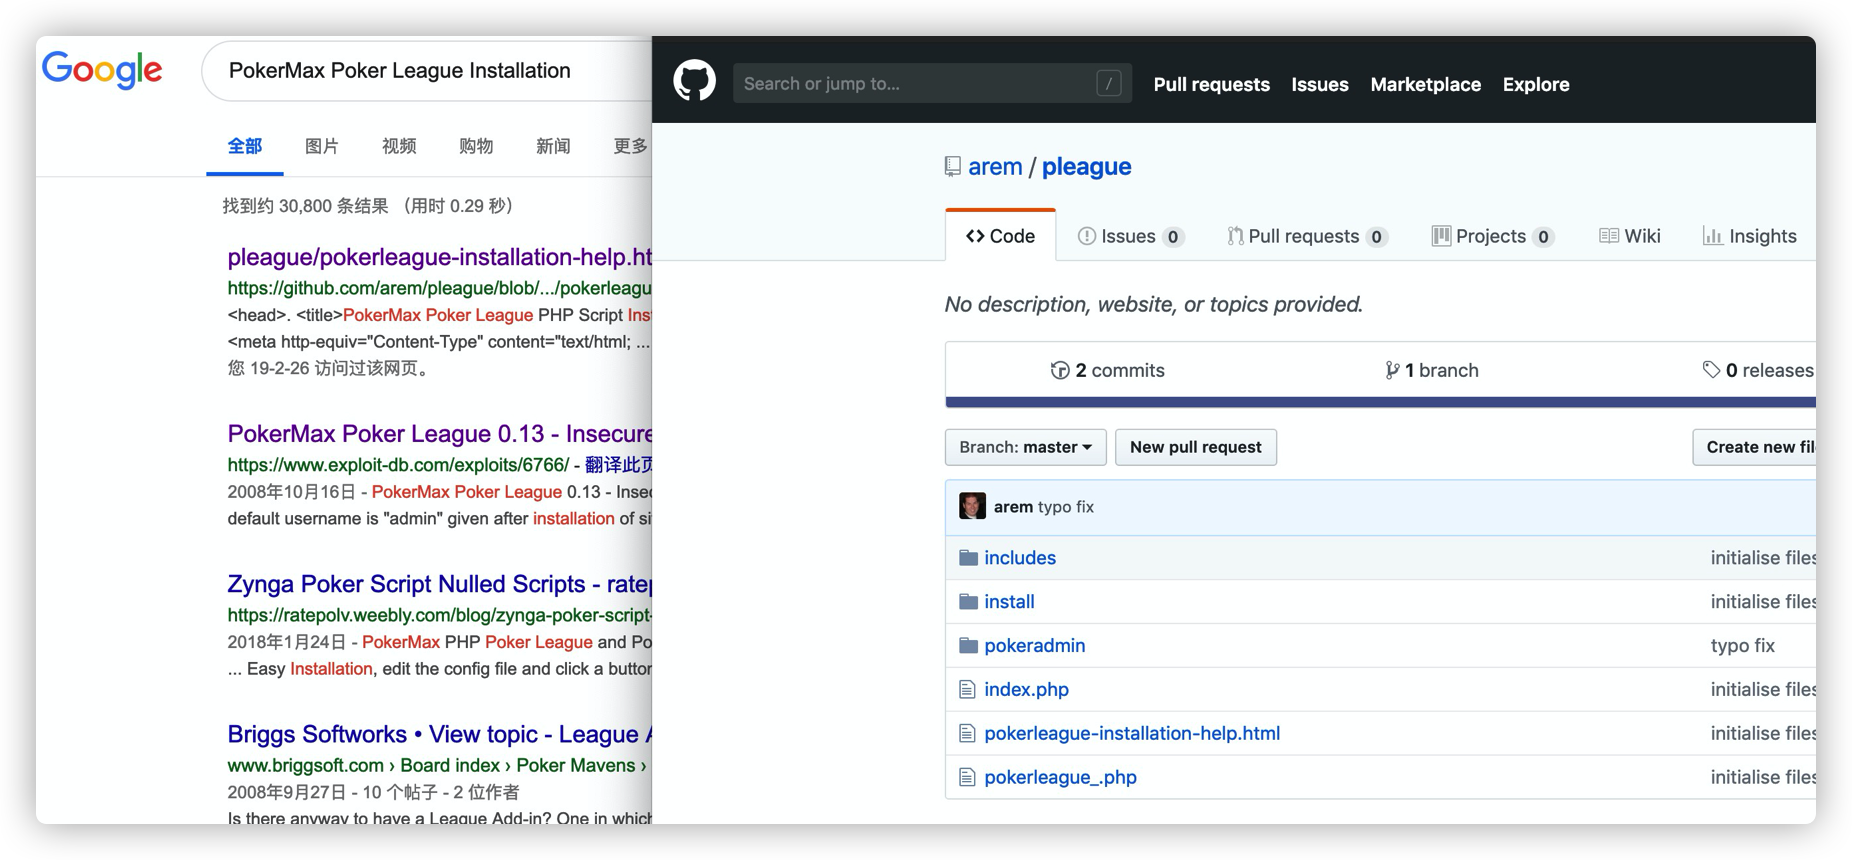 Google
PokerMax Poker League Installation
全部 图片 视频 购物 新闻 更多
找到约 30,800 条结果 （用时 0.29 秒）
pleague/pokerleague-installation-help.ht
https://github.com/arem/pleague/blob/.../pokerleagu
<head>. <title>PokerMax Poker League PHP Script Inst
<meta http-equiv="Content-Type" content="text/html; ...
您 19-2-26 访问过该网页。
PokerMax Poker League 0.13 - Insecure
https://www.exploit-db.com/exploits/6766/ - 翻译此页
2008年10月16日 - PokerMax Poker League 0.13 - Insec
default username is "admin" given after installation of si
Zynga Poker Script Nulled Scripts - ratep
https://ratepolv.weebly.com/blog/zynga-poker-script-
2018年1月24日 - PokerMax PHP Poker League and Po
... Easy Installation, edit the config file and click a button
Briggs Softworks • View topic - League A
www.briggsoft.com › Board index › Poker Mavens ›
2008年9月27日 - 10 个帖子 - 2 位作者
Is there anyway to have a League Add-in? One in which
Search or jump to... /
Pull requests Issues Marketplace Explore
arem / pleague
<> Code Issues 0 Pull requests 0 Projects 0 Wiki Insights
No description, website, or topics provided.
2 commits 1 branch 0 releases
Branch: master New pull request Create new fil
arem typo fix
includes initialise files
install initialise files
pokeradmin typo fix
index.php initialise files
pokerleague-installation-help.html initialise files
pokerleague_.php initialise files